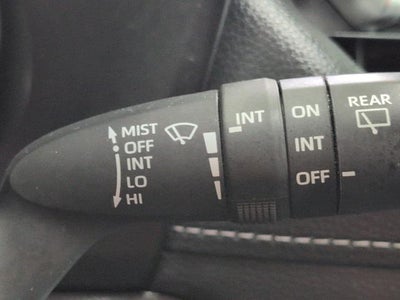 MIST
OFF
INT
LO
HI
INT
ON
INT
OFF
REAR